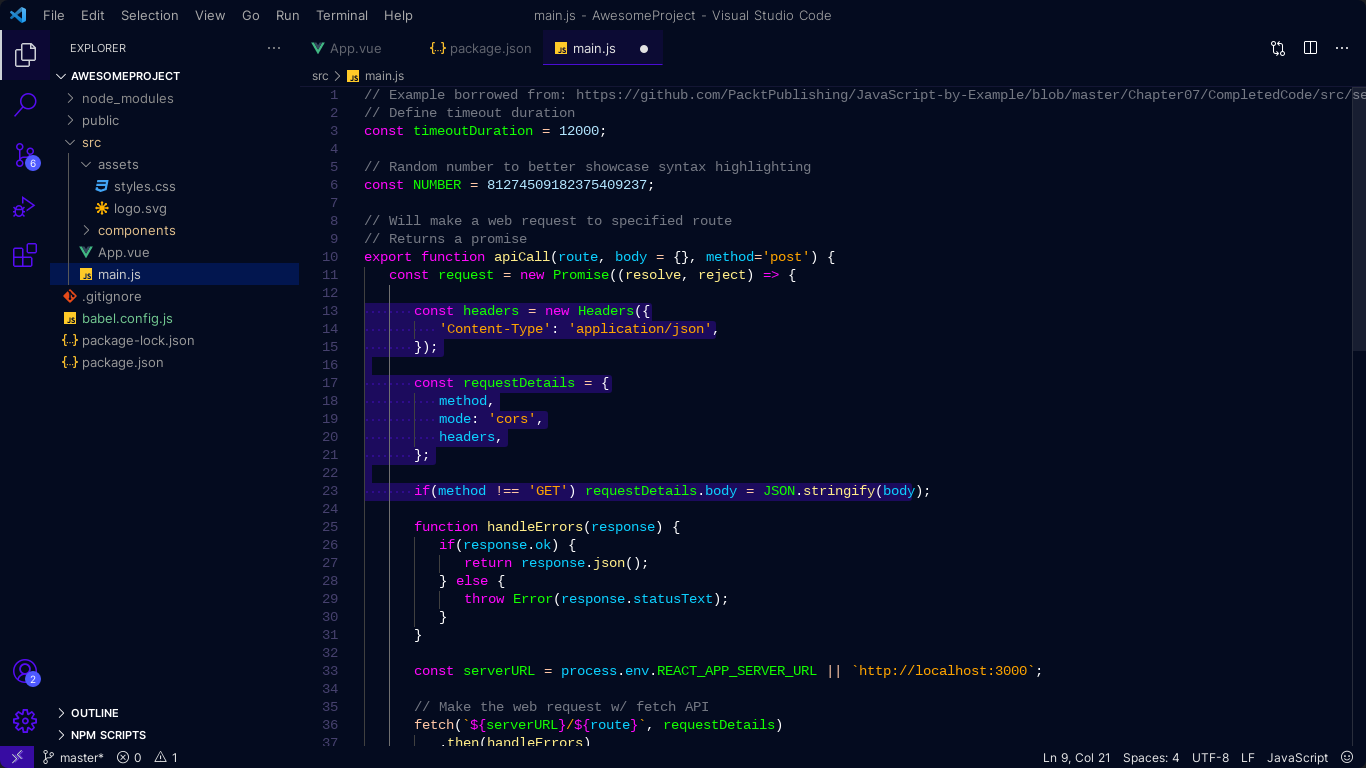 File Edit Selection View Go Run Terminal Help
main.js - AwesomeProject - Visual Studio Code
EXPLORER ···
App.vue
{..} package.json
JS main.js
AWESOMEPROJECT
node_modules
public
src
assets
styles.css
logo.svg
components
App.vue
JS main.js
.gitignore
JS babel.config.js
{..} package-lock.json
{..} package.json
OUTLINE
NPM SCRIPTS
6
2
src > JS main.js
1 // Example borrowed from: https://github.com/PacktPublishing/JavaScript-by-Example/blob/master/Chapter07/CompletedCode/src/se
2 // Define timeout duration
3 const timeoutDuration = 12000;
4
5 // Random number to better showcase syntax highlighting
6 const NUMBER = 81274509182375409237;
7
8 // Will make a web request to specified route
9 // Returns a promise
10 export function apiCall(route, body = {}, method='post') {
11 const request = new Promise((resolve, reject) => {
12
13 const headers = new Headers({
14 'Content-Type': 'application/json',
15 });
16
17 const requestDetails = {
18 method,
19 mode: 'cors',
20 headers,
21 };
22
23 if(method !== 'GET') requestDetails.body = JSON.stringify(body);
24
25 function handleErrors(response) {
26 if(response.ok) {
27 return response.json();
28 } else {
29 throw Error(response.statusText);
30 }
31 }
32
33 const serverURL = process.env.REACT_APP_SERVER_URL || `http://localhost:3000`;
34
35 // Make the web request w/ fetch API
36 fetch(`${serverURL}/${route}`, requestDetails)
37 .then(handleErrors)
master* 0 1
Ln 9, Col 21 Spaces: 4 UTF-8 LF JavaScript